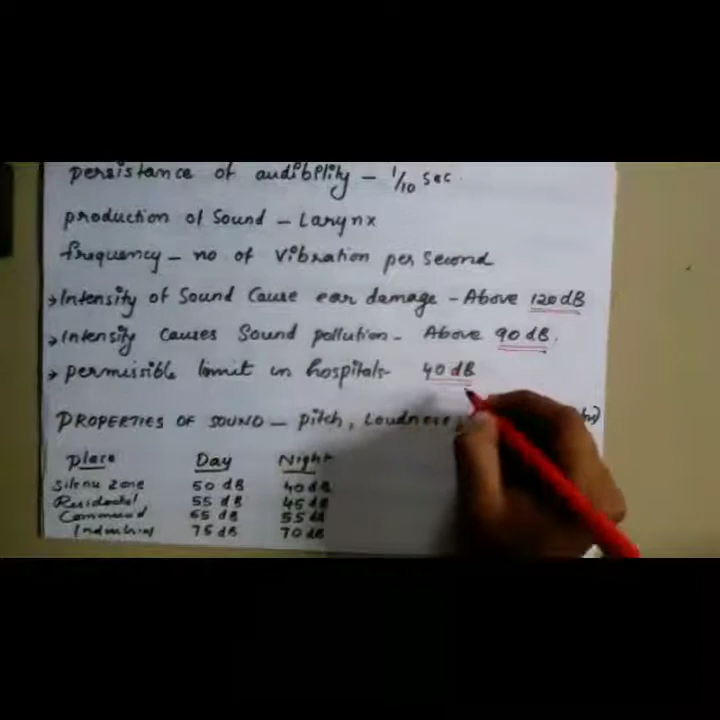 persistance of audibility - 1/10 sec.
production of Sound - Larynx
frequency - no of vibration per second
→ Intensity of Sound Cause ear damage - Above 120 dB
→ Intensity causes Sound pollution - Above 90 dB.
→ permissible limit in hospitals - 40 dB
PROPERTIES OF SOUND - pitch, Loudness,
place Day Night
Silence Zone 50 dB 40 dB
Residential 55 dB 45 dB
65 dB 55 dB
Industrial 75 dB 70 dB